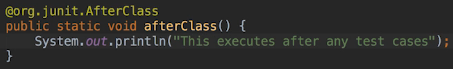 @org.junit.AfterClass
public static void afterClass() {
    System.out.println("This executes after any test cases");
}